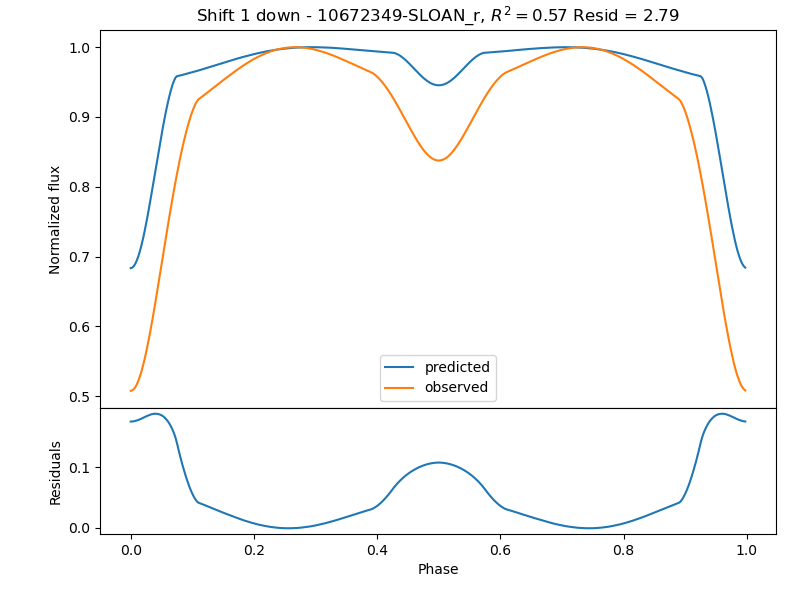 Shift 1 down - 10672349-SLOAN_r, R² = 0.57 Resid = 2.79
1.0
0.9
0.8
0.7
0.6
0.5
Normalized flux
predicted
observed
0.1
0.0
Residuals
0.0 0.2 0.4 0.6 0.8 1.0
Phase